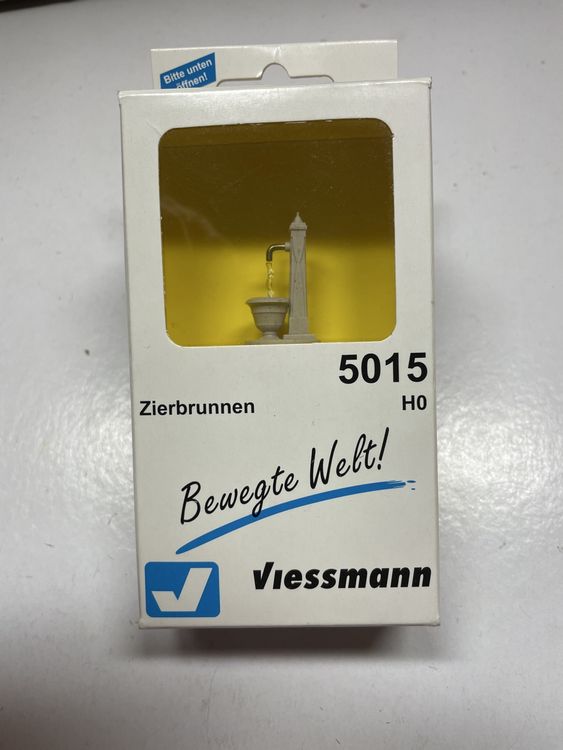 Bitte unten
öffnen!
5015
Zierbrunnen H0
Bewegte Welt!
Viessmann